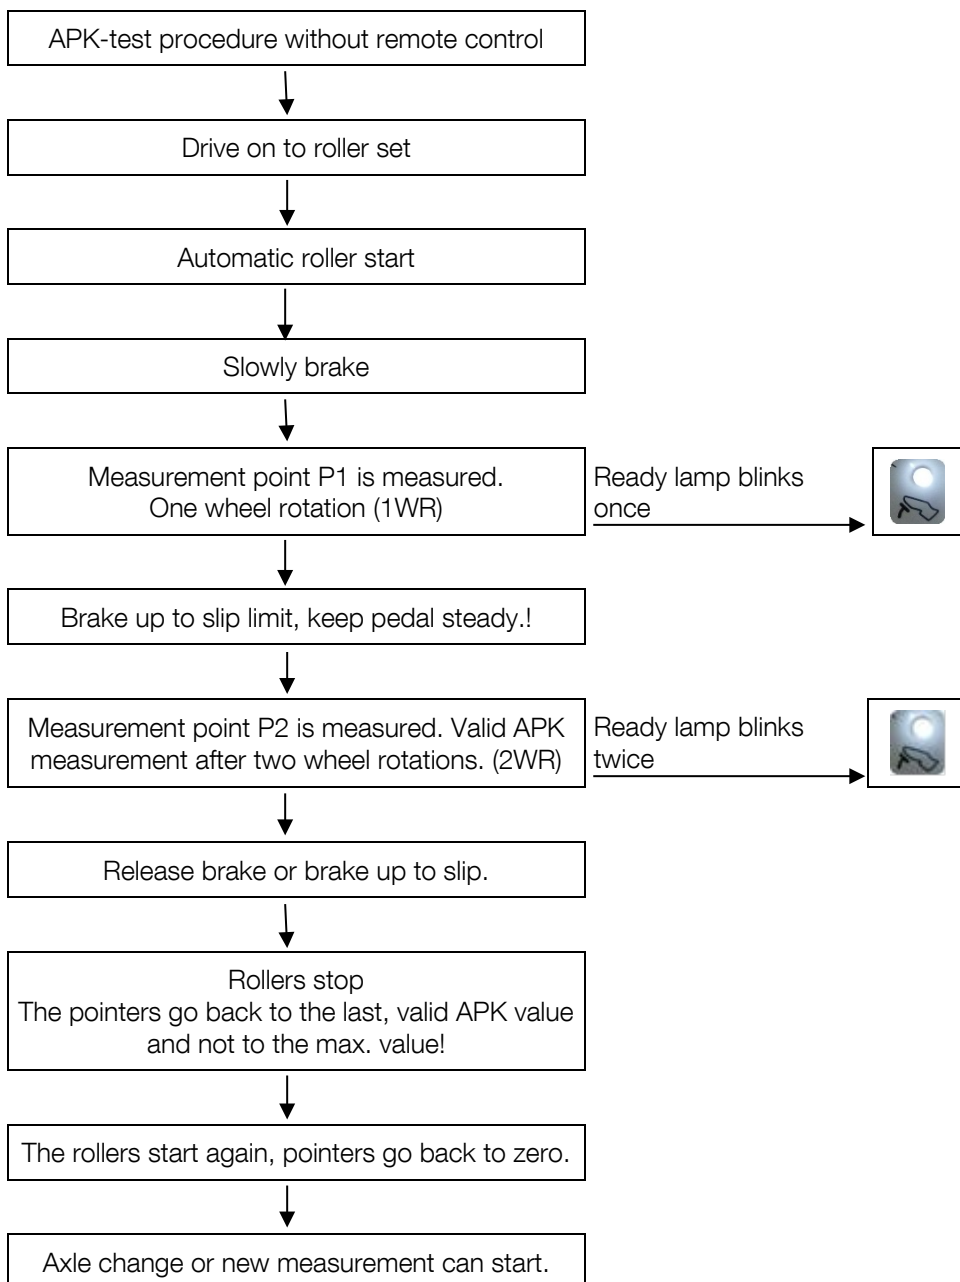 APK-test procedure without remote control
Drive on to roller set
Automatic roller start
Slowly brake
Measurement point P1 is measured.
One wheel rotation (1WR)
Ready lamp blinks
once
Brake up to slip limit, keep pedal steady.!
Measurement point P2 is measured. Valid APK
measurement after two wheel rotations. (2WR)
Ready lamp blinks
twice
Release brake or brake up to slip.
Rollers stop
The pointers go back to the last, valid APK value
and not to the max. value!
The rollers start again, pointers go back to zero.
Axle change or new measurement can start.